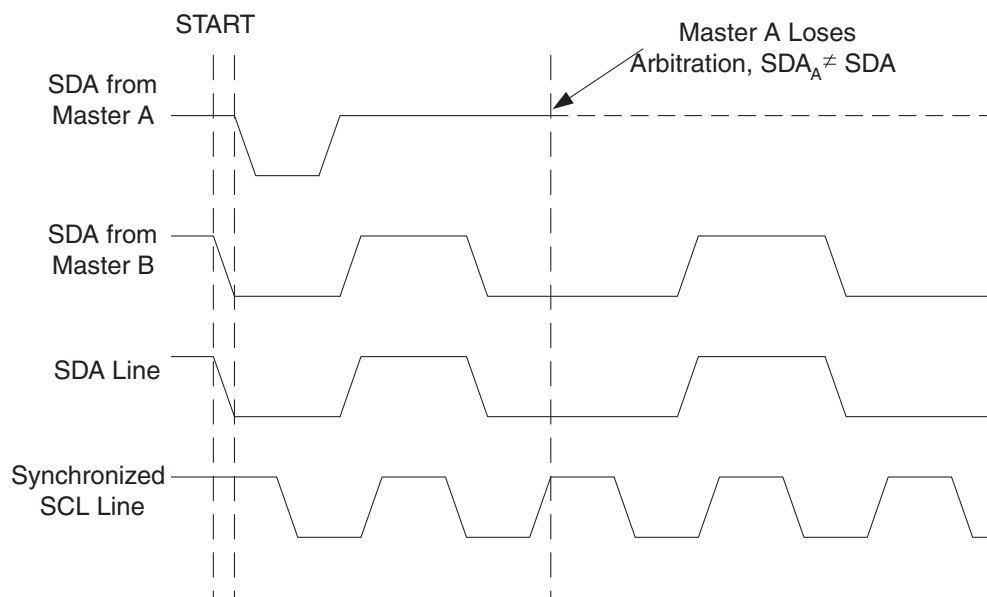 START
Master A Loses
Arbitration, SDA_A ≠ SDA
SDA from
Master A
SDA from
Master B
SDA Line
Synchronized
SCL Line